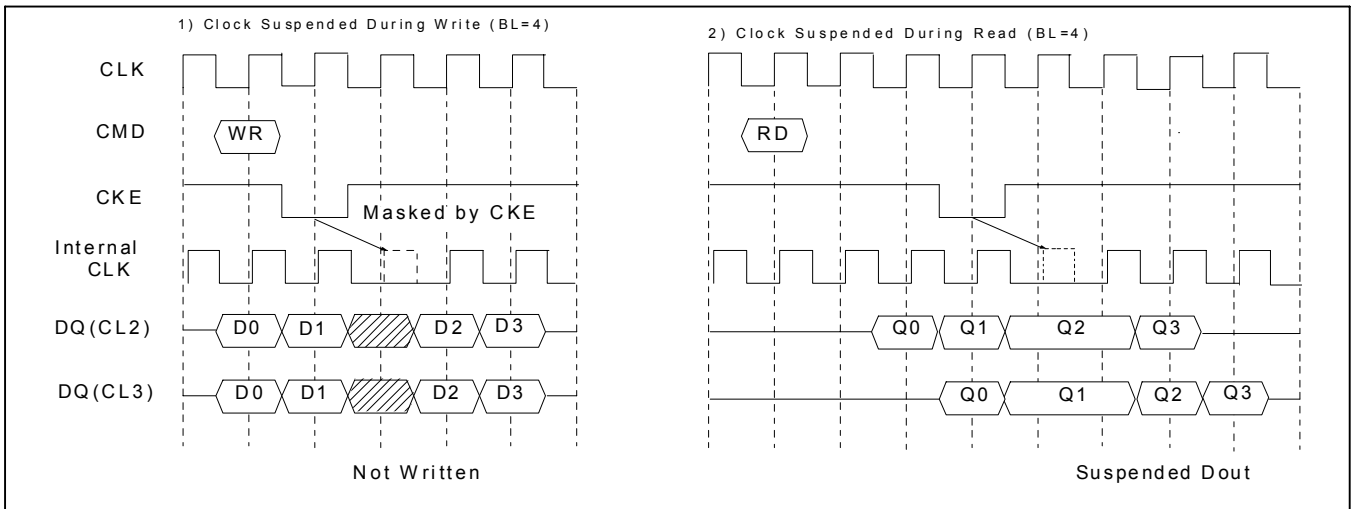 1) Clock Suspended During Write (BL=4)
2) Clock Suspended During Read (BL=4)
CLK
CMD
WR
RD
CKE
Masked by CKE
Internal
CLK
DQ(CL2)
D0 D1 D2 D3
Q0 Q1 Q2 Q3
DQ(CL3)
D0 D1 D2 D3
Q0 Q1 Q2 Q3
Not Written
Suspended Dout